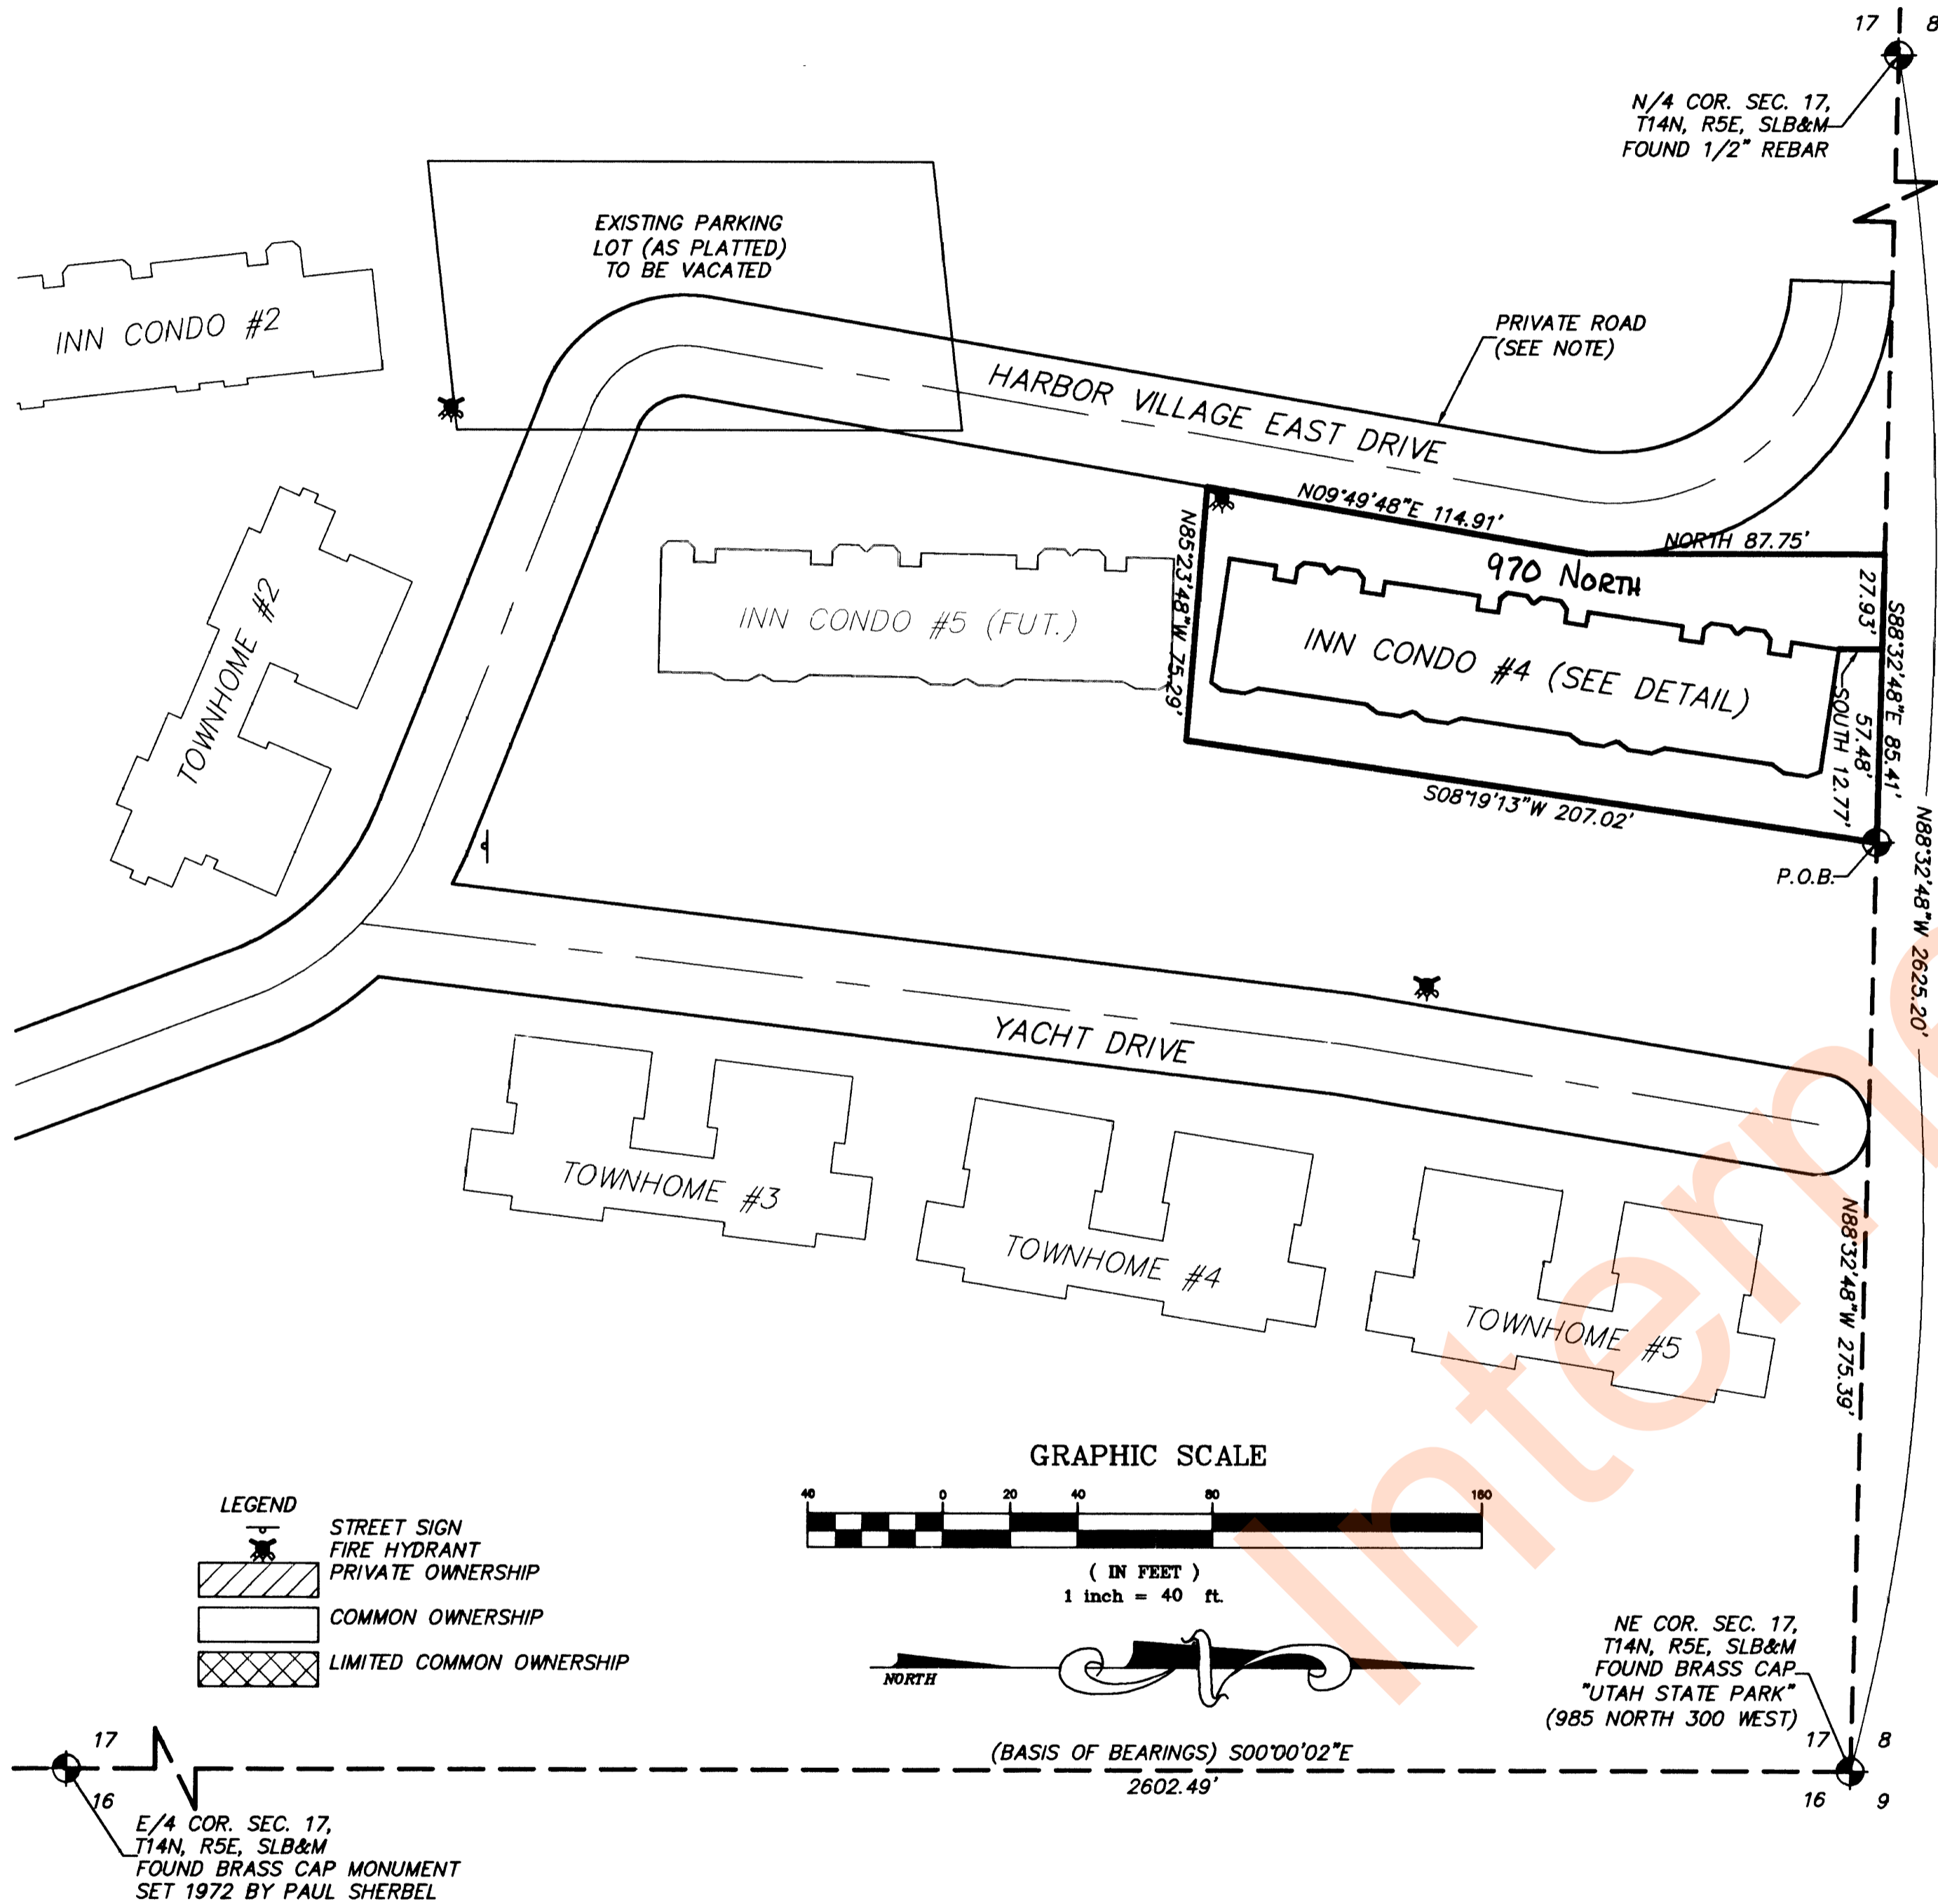 17 8
N/4 COR. SEC. 17,
T14N, R5E, SLB&M
FOUND 1/2" REBAR
EXISTING PARKING
LOT (AS PLATTED)
TO BE VACATED
INN CONDO #2
PRIVATE ROAD
(SEE NOTE)
HARBOR VILLAGE EAST DRIVE
N09°49'48"E 114.91'
NORTH 87.75'
970 NORTH
N85°23'48"W 75.29'
INN CONDO #5 (FUT.)
INN CONDO #4 (SEE DETAIL)
27.93'
S88°32'48"E 85.41'
57.48'
SOUTH 12.77'
S08°19'13"W 207.02'
P.O.B.
N88°32'48"W 2625.20'
TOWNHOME #2
YACHT DRIVE
TOWNHOME #3
TOWNHOME #4
TOWNHOME #5
N88°32'48"W 275.39'
GRAPHIC SCALE
40 0 20 40 80 160
( IN FEET )
1 inch = 40 ft.
LEGEND
STREET SIGN
FIRE HYDRANT
PRIVATE OWNERSHIP
COMMON OWNERSHIP
LIMITED COMMON OWNERSHIP
NORTH
NE COR. SEC. 17,
T14N, R5E, SLB&M
FOUND BRASS CAP
"UTAH STATE PARK"
(985 NORTH 300 WEST)
17 8
16 9
(BASIS OF BEARINGS) S00°00'02"E
2602.49'
17
16
E/4 COR. SEC. 17,
T14N, R5E, SLB&M
FOUND BRASS CAP MONUMENT
SET 1972 BY PAUL SHERBEL